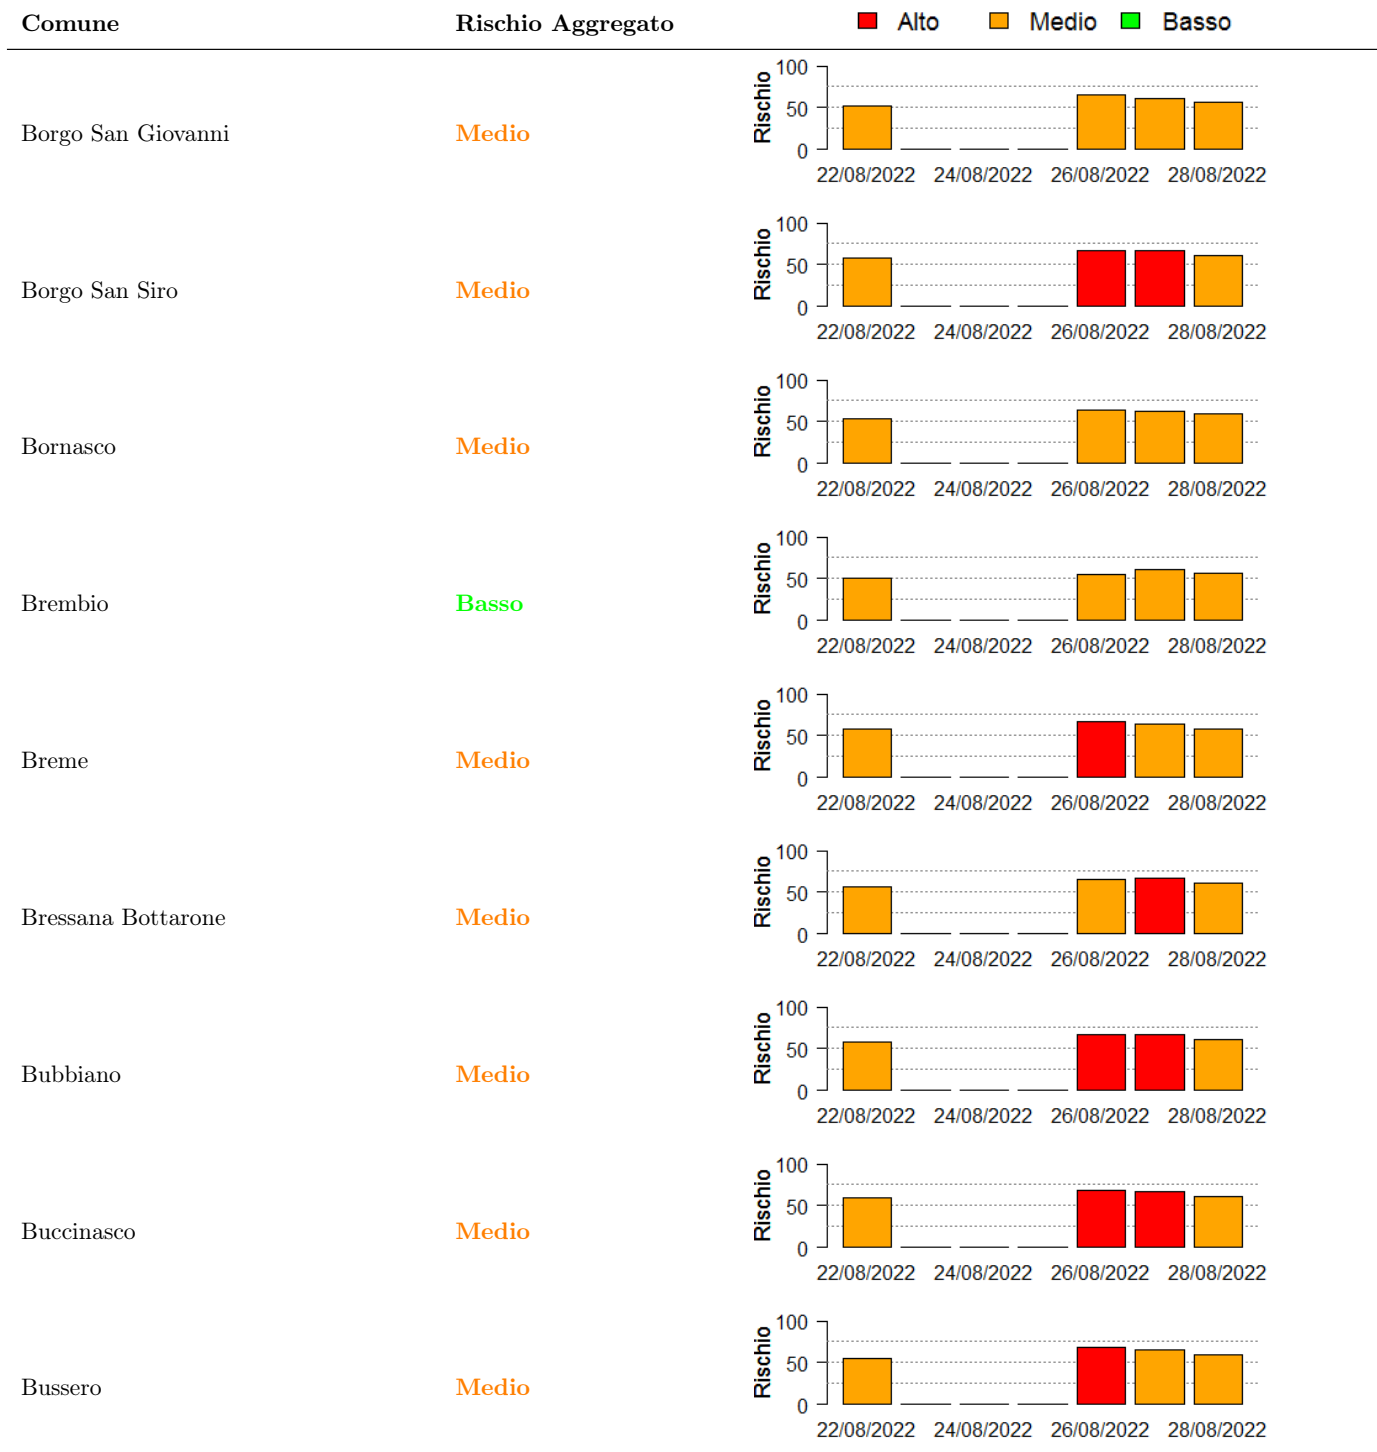 Comune Rischio Aggregato Alto Medio Basso
Borgo San Giovanni Medio Rischio 100 50 0
22/08/2022 24/08/2022 26/08/2022 28/08/2022
Borgo San Siro Medio Rischio 100 50 0
22/08/2022 24/08/2022 26/08/2022 28/08/2022
Bornasco Medio Rischio 100 50 0
22/08/2022 24/08/2022 26/08/2022 28/08/2022
Brembio Basso Rischio 100 50 0
22/08/2022 24/08/2022 26/08/2022 28/08/2022
Breme Medio Rischio 100 50 0
22/08/2022 24/08/2022 26/08/2022 28/08/2022
Bressana Bottarone Medio Rischio 100 50 0
22/08/2022 24/08/2022 26/08/2022 28/08/2022
Bubbiano Medio Rischio 100 50 0
22/08/2022 24/08/2022 26/08/2022 28/08/2022
Buccinasco Medio Rischio 100 50 0
22/08/2022 24/08/2022 26/08/2022 28/08/2022
Bussero Medio Rischio 100 50 0
22/08/2022 24/08/2022 26/08/2022 28/08/2022